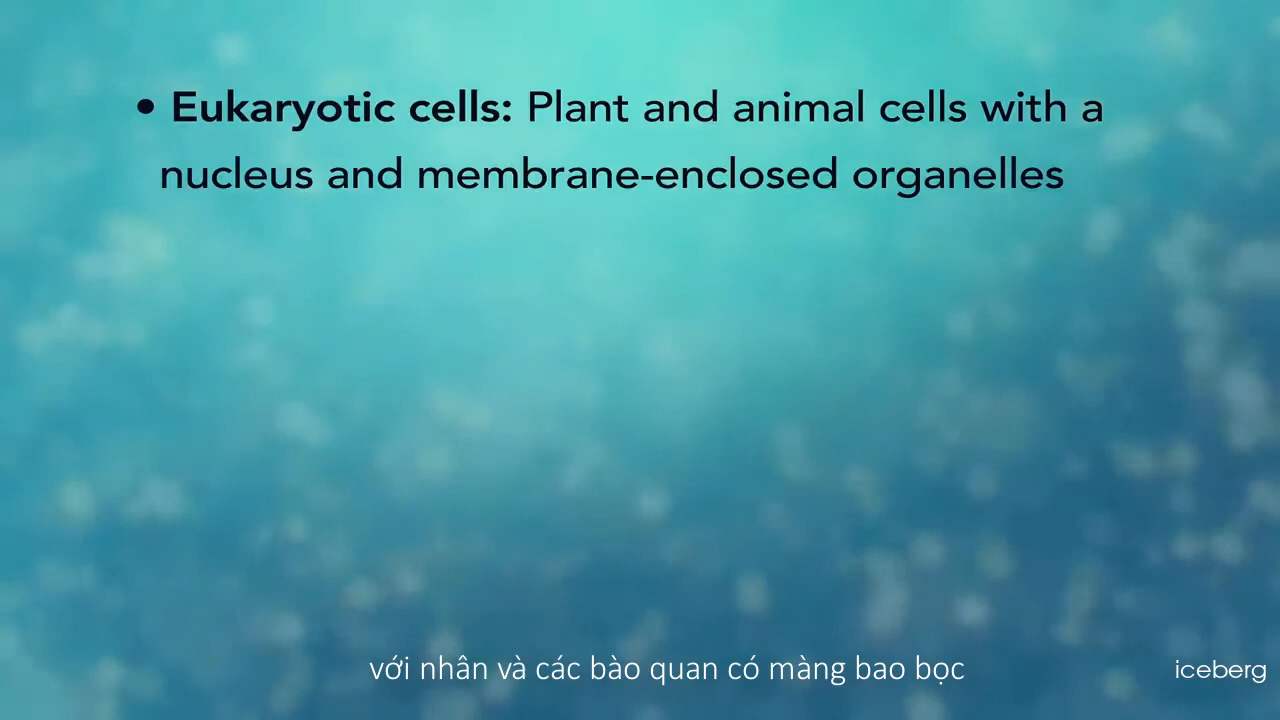 • Eukaryotic cells: Plant and animal cells with a
nucleus and membrane-enclosed organelles
với nhân và các bào quan có màng bao bọc
iceberg